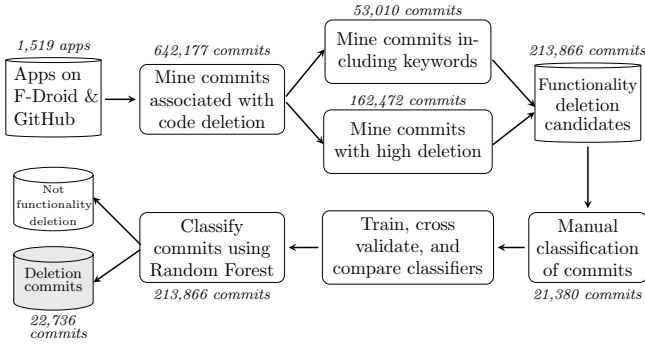 1,519 apps
Apps on
F-Droid &
GitHub
642,177 commits
Mine commits
associated with
code deletion
53,010 commits
Mine commits in-
cluding keywords
162,472 commits
Mine commits
with high deletion
213,866 commits
Functionality
deletion
candidates
Not
functionality
deletion
Deletion
commits
22,736
commits
Classify
commits using
Random Forest
213,866 commits
Train, cross
validate, and
compare classifiers
Manual
classification
of commits
21,380 commits